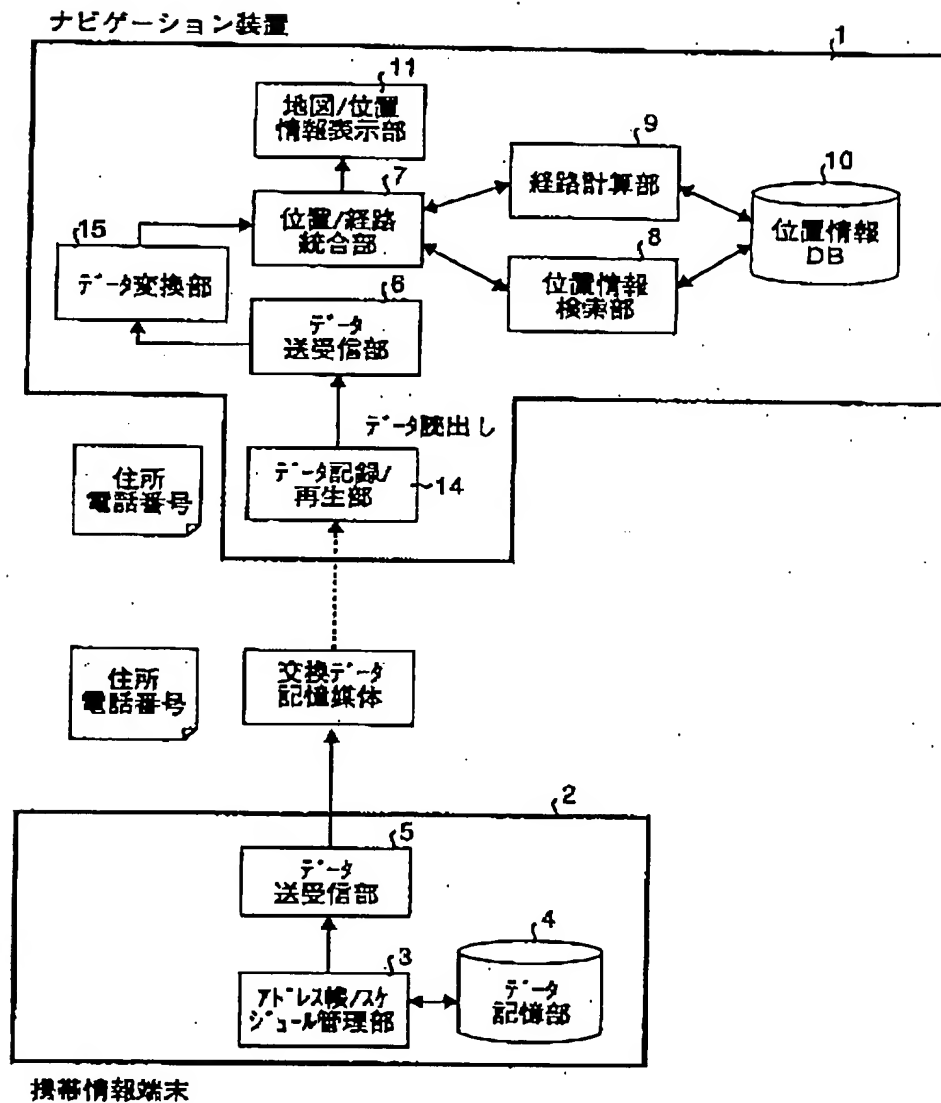 ナビゲーション装置
1
11
地図/位置
情報表示部
9
経路計算部
10
位置情報
DB
7
位置/経路
統合部
15
データ変換部
8
位置情報
検索部
6
データ
送受信部
データ読出し
住所
電話番号
データ記録/
再生部
14
住所
電話番号
交換データ
記憶媒体
2
5
データ
送受信部
4
データ
記憶部
3
アドレス帳/スケ
ジュール管理部
携帯情報端末